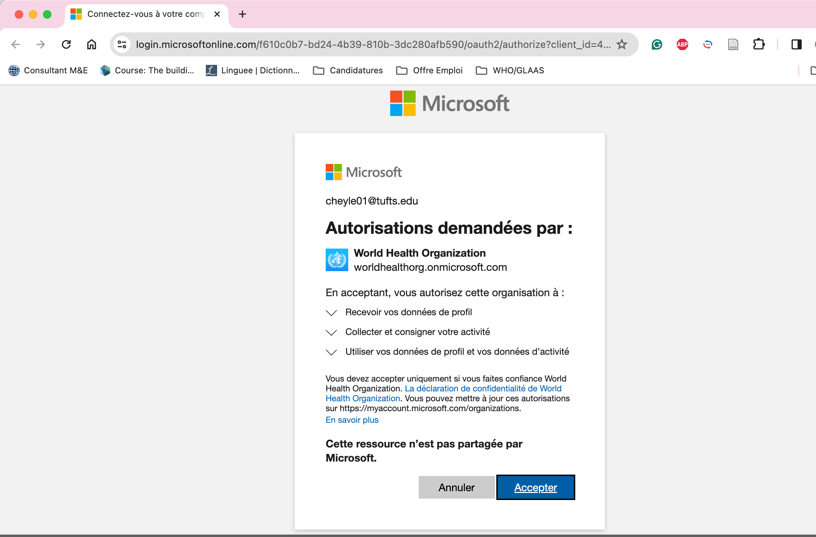 Connectez-vous à votre comp
login.microsoftonline.com/f610c0b7-bd24-4b39-810b-3dc280afb590/oauth2/authorize?client_id=4...
ABP
Consultant M&E
Course: The buildi...
Linguee | Dictionn...
Candidatures
Offre Emploi
WHO/GLAAS
Microsoft
Microsoft
cheyle01@tufts.edu
Autorisations demandées par :
World Health Organization
worldhealthorg.onmicrosoft.com
En acceptant, vous autorisez cette organisation à :
Recevoir vos données de profil
Collecter et consigner votre activité
Utiliser vos données de profil et vos données d'activité
Vous devez accepter uniquement si vous faites confiance World
Health Organization. La déclaration de confidentialité de World
Health Organization. Vous pouvez mettre à jour ces autorisations
sur https://myaccount.microsoft.com/organizations.
En savoir plus
Cette ressource n'est pas partagée par
Microsoft.
Annuler
Accepter